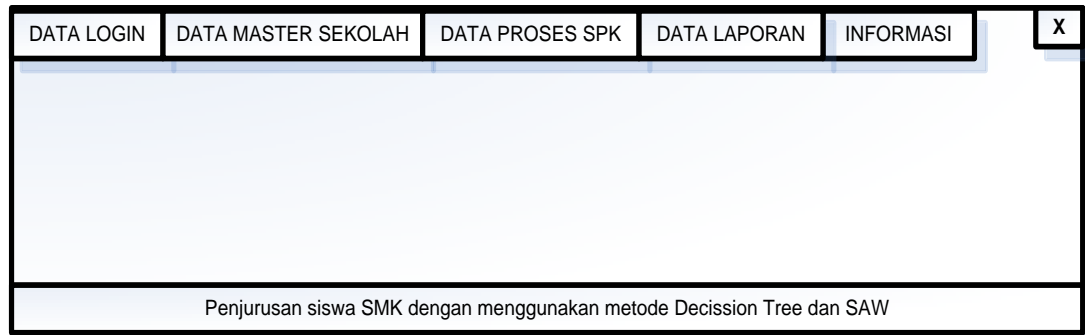 DATA LOGIN DATA MASTER SEKOLAH DATA PROSES SPK DATA LAPORAN INFORMASI X
Penjurusan siswa SMK dengan menggunakan metode Decission Tree dan SAW